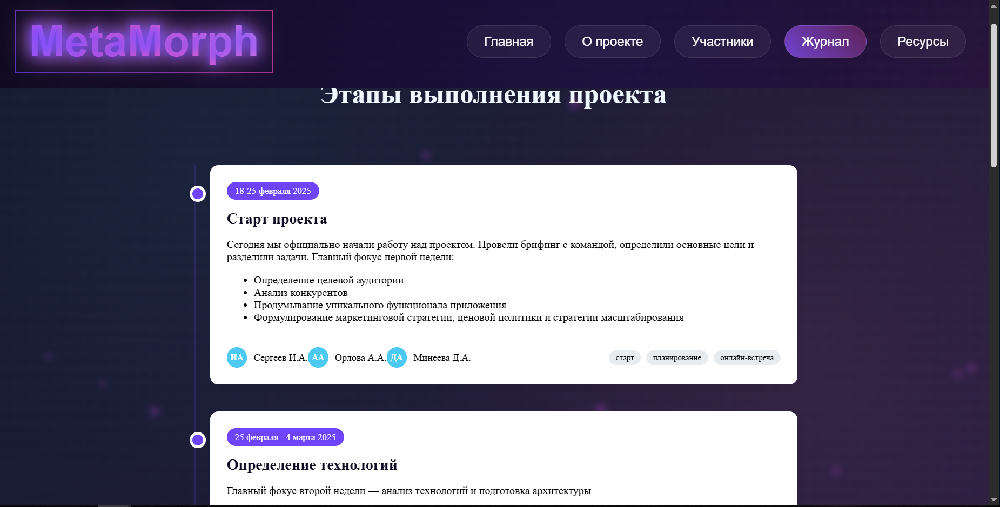 MetaMorph
Главная
О проекте
Участники
Журнал
Ресурсы
Этапы выполнения проекта
18-25 февраля 2025
Старт проекта
Сегодня мы официально начали работу над проектом. Провели брифинг с командой, определили основные цели и
разделили задачи. Главный фокус первой недели:
• Определение целевой аудитории
• Анализ конкурентов
• Продумывание уникального функционала приложения
• Формулирование маркетинговой стратегии, ценовой политики и стратегии масштабирования
ИА Сергеев И.А. АА Орлова А.А. ДА Минеева Д.А. старт планирование онлайн-встреча
25 февраля - 4 марта 2025
Определение технологий
Главный фокус второй недели — анализ технологий и подготовка архитектуры